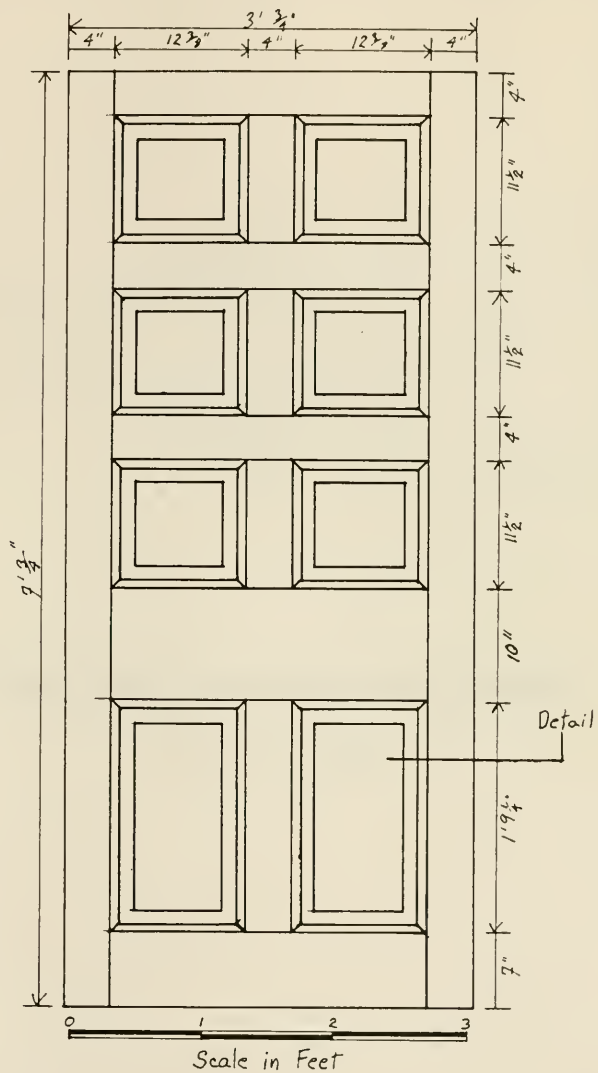 3' 3/4"
4" 12 3/8" 4" 12 3/8" 4"
4"
11 1/2"
4"
11 1/2"
4"
11 1/2"
7' 3/4"
10"
Detail
1' 9 1/4"
7"
0 1 2 3
Scale in Feet